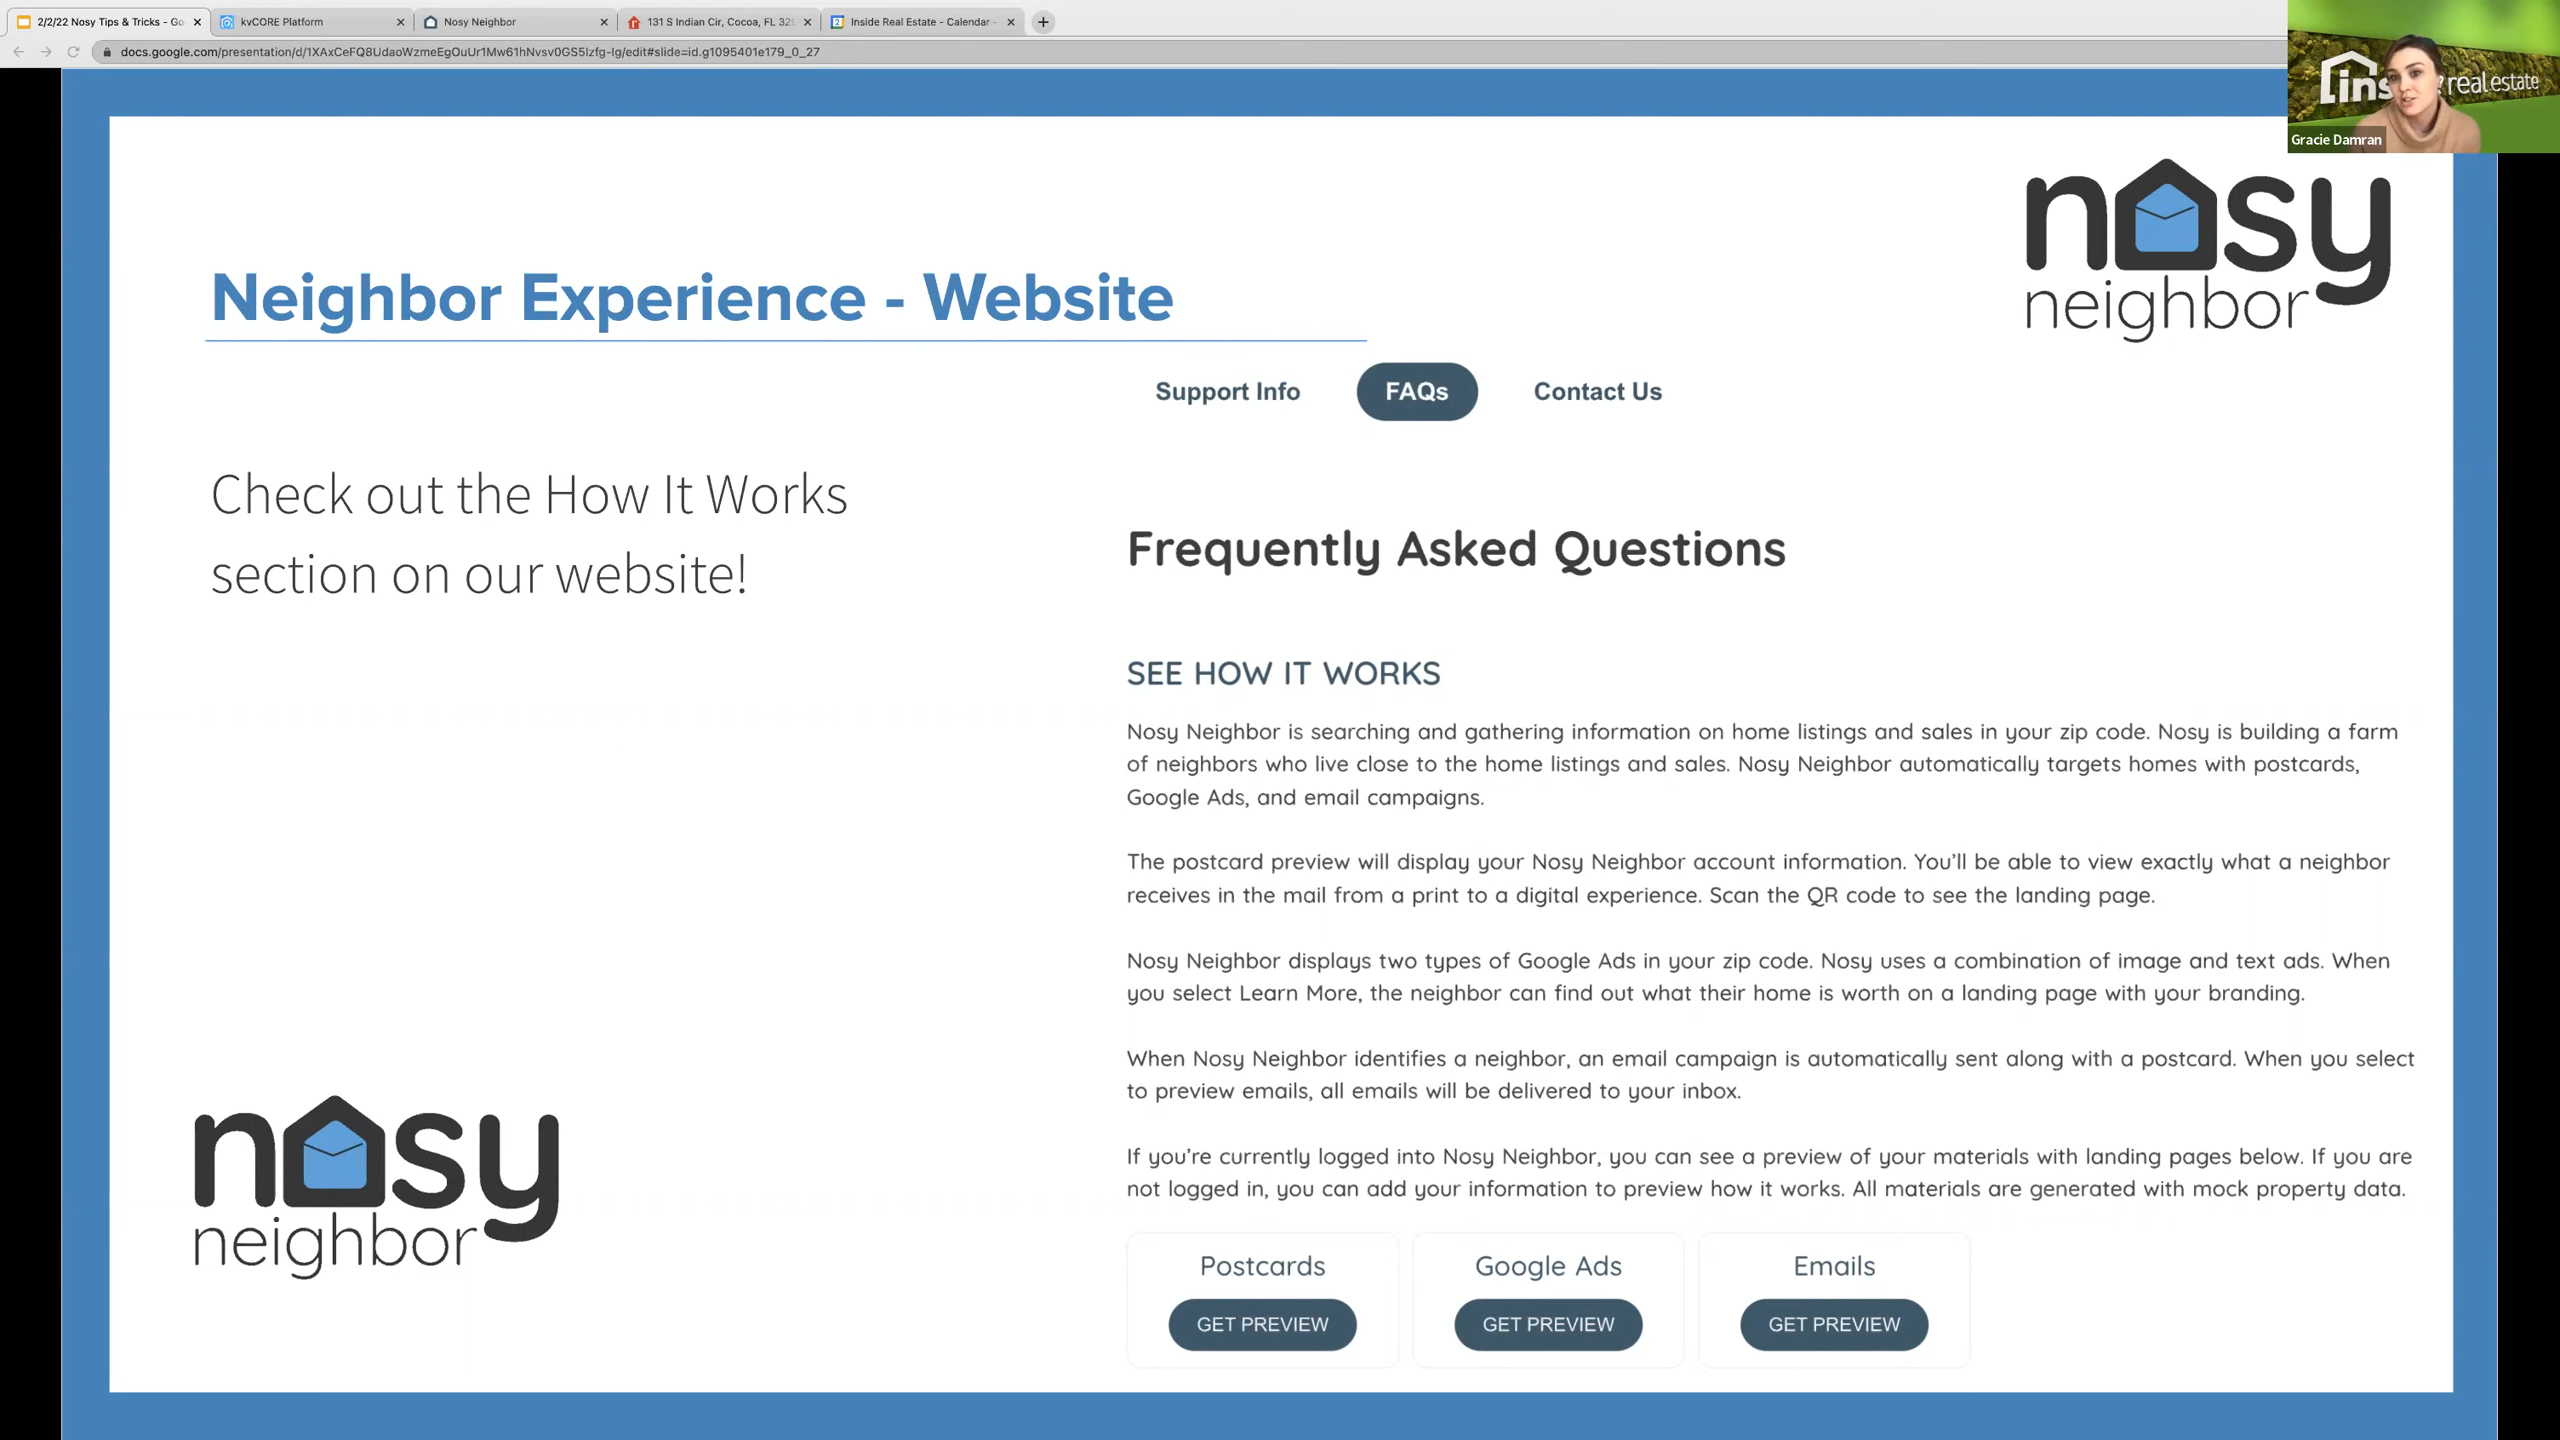 2/2/22 Nosy Tips & Tricks - Go
kvCORE Platform
Nosy Neighbor
131 S Indian Cir, Cocoa, FL 329
Inside Real Estate - Calendar -
docs.google.com/presentation/d/1XAxCeFQ8UdaoWzmeEgOuUr1Mw61hNvsv0GS5Izfg-Ig/edit#slide=id.g1095401e179_0_27
ins real estate
Gracie Damran
nosy
neighbor
Neighbor Experience - Website
Support Info
FAQs
Contact Us
Check out the How It Works
section on our website!
Frequently Asked Questions
SEE HOW IT WORKS
Nosy Neighbor is searching and gathering information on home listings and sales in your zip code. Nosy is building a farm
of neighbors who live close to the home listings and sales. Nosy Neighbor automatically targets homes with postcards,
Google Ads, and email campaigns.
The postcard preview will display your Nosy Neighbor account information. You'll be able to view exactly what a neighbor
receives in the mail from a print to a digital experience. Scan the QR code to see the landing page.
Nosy Neighbor displays two types of Google Ads in your zip code. Nosy uses a combination of image and text ads. When
you select Learn More, the neighbor can find out what their home is worth on a landing page with your branding.
When Nosy Neighbor identifies a neighbor, an email campaign is automatically sent along with a postcard. When you select
to preview emails, all emails will be delivered to your inbox.
If you're currently logged into Nosy Neighbor, you can see a preview of your materials with landing pages below. If you are
not logged in, you can add your information to preview how it works. All materials are generated with mock property data.
Postcards
GET PREVIEW
Google Ads
GET PREVIEW
Emails
GET PREVIEW
nosy
neighbor